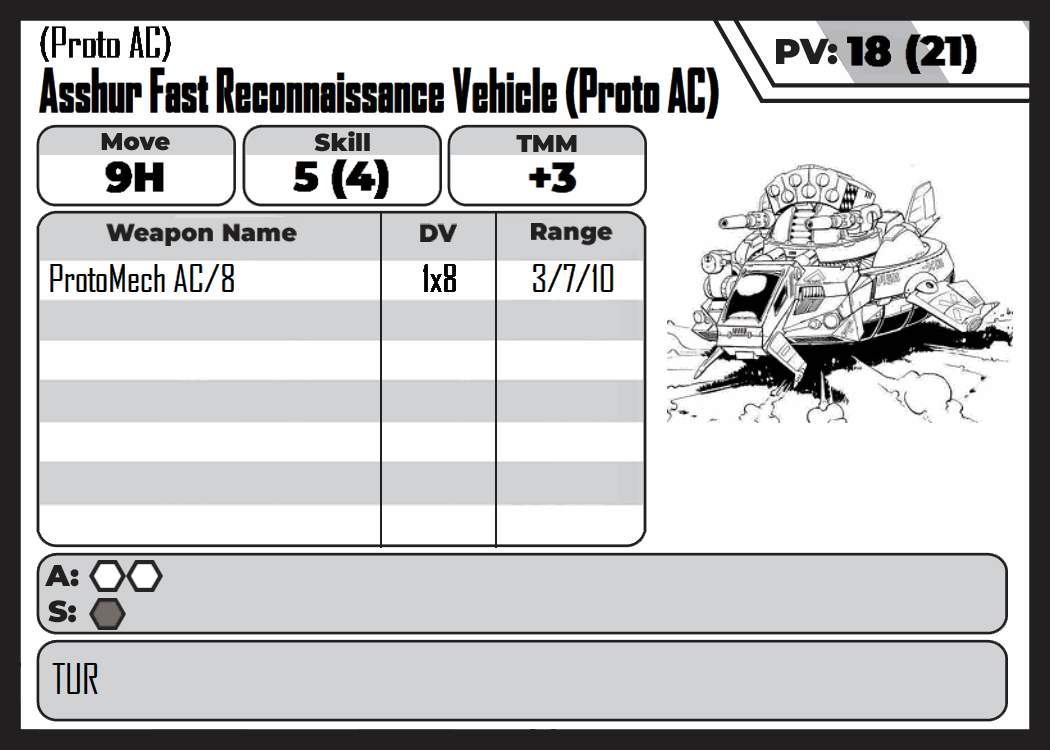 (Proto AC)
PV: 18 (21)
Asshur Fast Reconnaissance Vehicle (Proto AC)
Move Skill TMM
9H 5 (4) +3
Weapon Name DV Range
ProtoMech AC/8 1x8 3/7/10
A:
S:
TUR